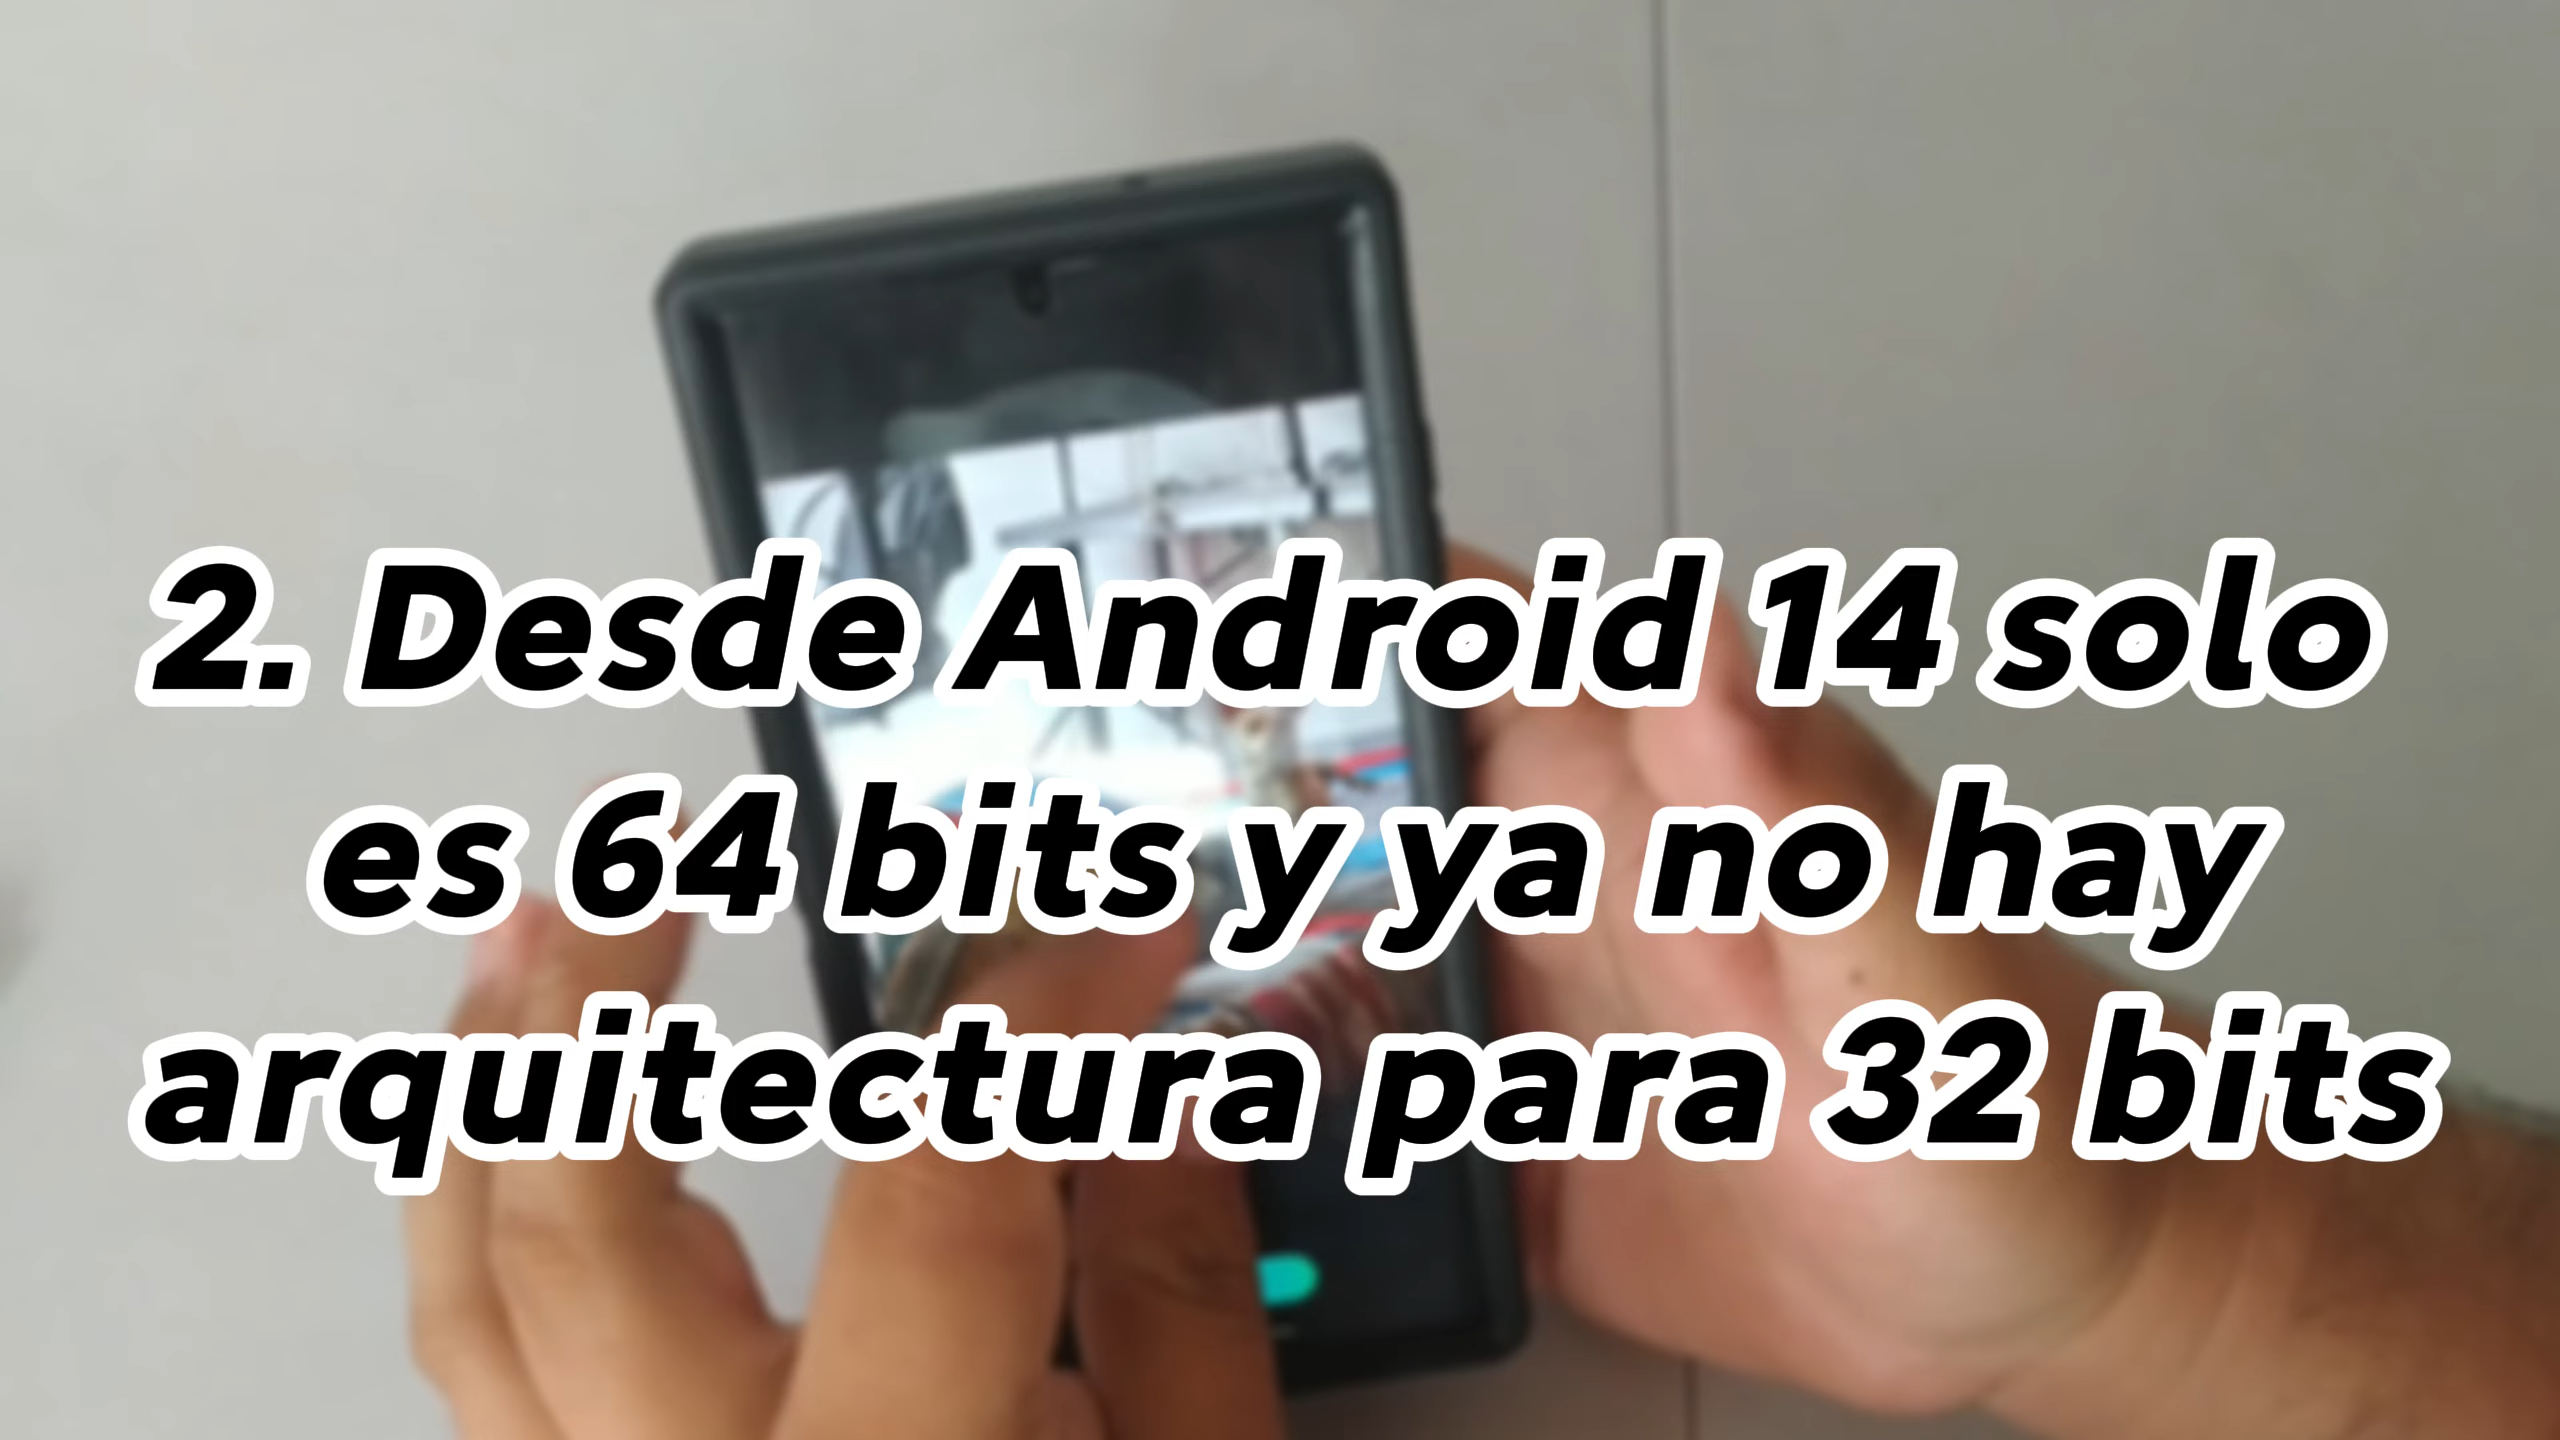 2. Desde Android 14 solo
es 64 bits y ya no hay
arquitectura para 32 bits